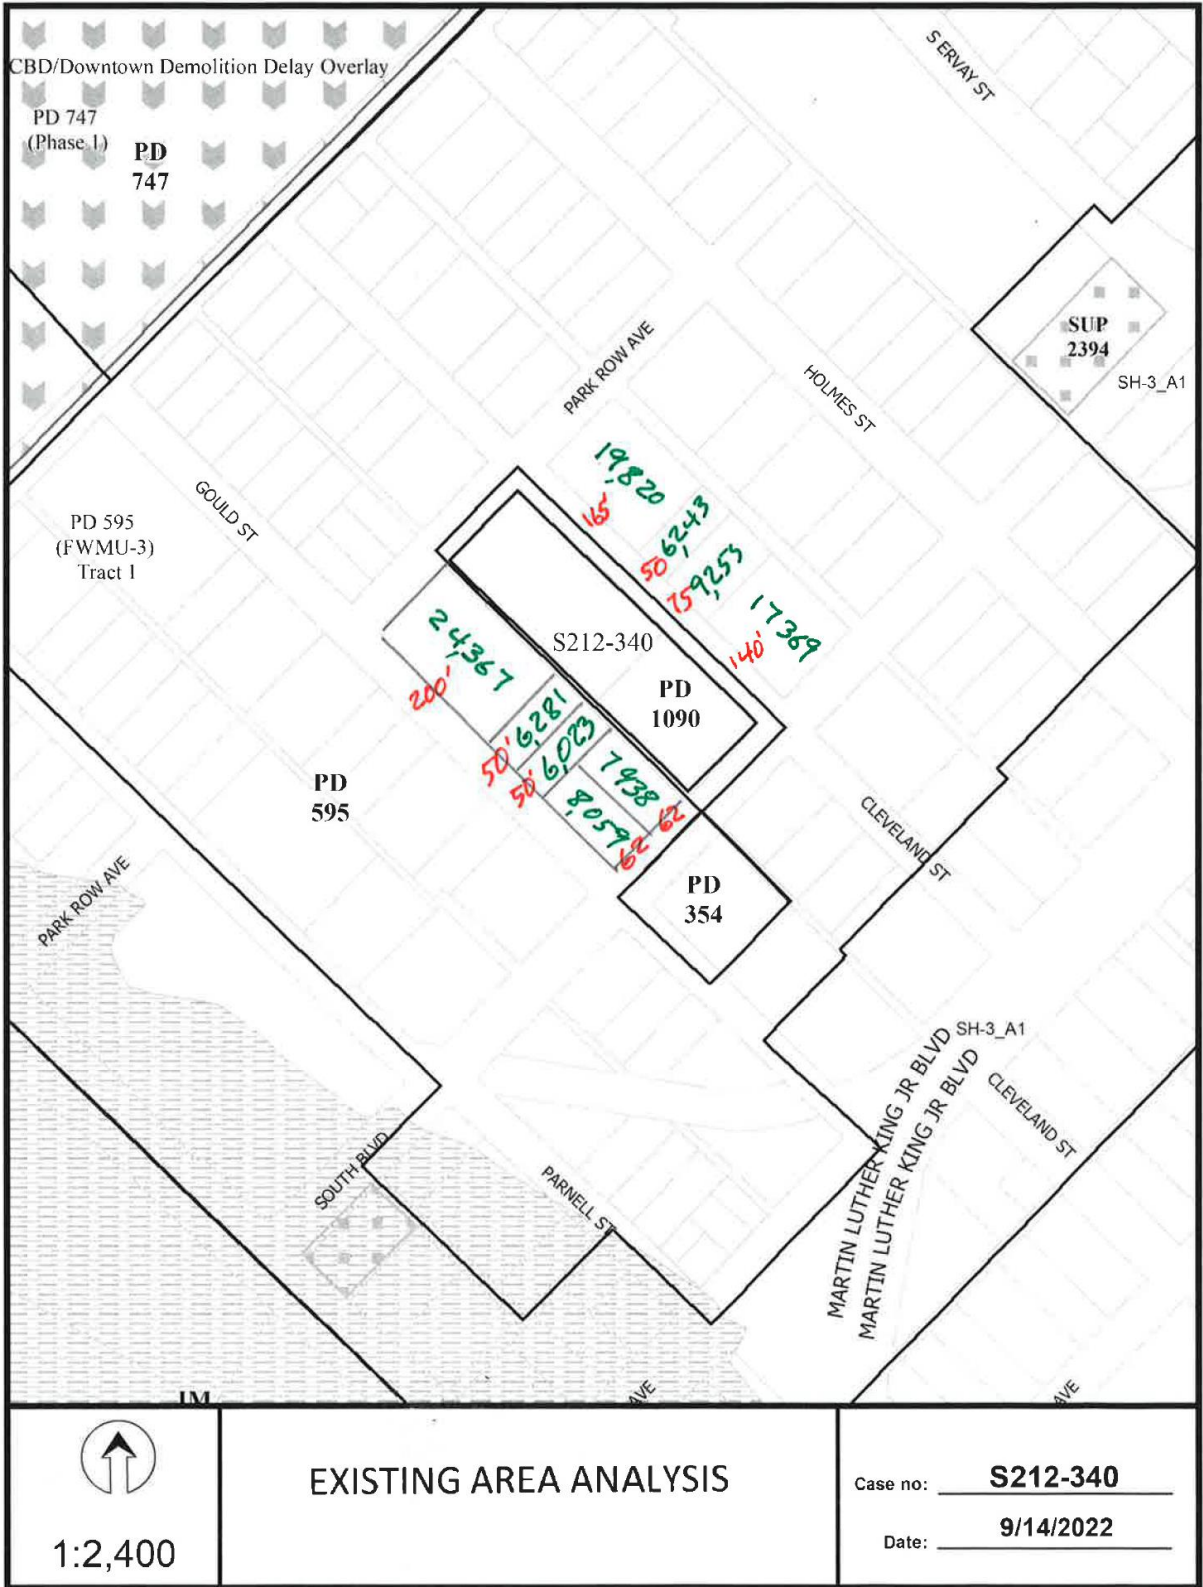 CBD/Downtown Demolition Delay Overlay
PD 747
(Phase 1)
PD
747
S ERVAY ST
SUP
2394
SH-3_A1
PARK ROW AVE
HOLMES ST
GOULD ST
PD 595
(FWMU-3)
Tract 1
19,820
165'
6,243
50
9,253
75
17369
140'
24,367
200'
S212-340
PD
1090
6,281
50'
6,023
50'
7938
62
8,059
62
PD
595
PD
354
CLEVELAND ST
PARK ROW AVE
SH-3_A1
MARTIN LUTHER KING JR BLVD
MARTIN LUTHER KING JR BLVD
CLEVELAND ST
SOUTH BLVD
PARNELL ST
IM
AVE
AVE
1:2,400
EXISTING AREA ANALYSIS
Case no: S212-340
Date: 9/14/2022